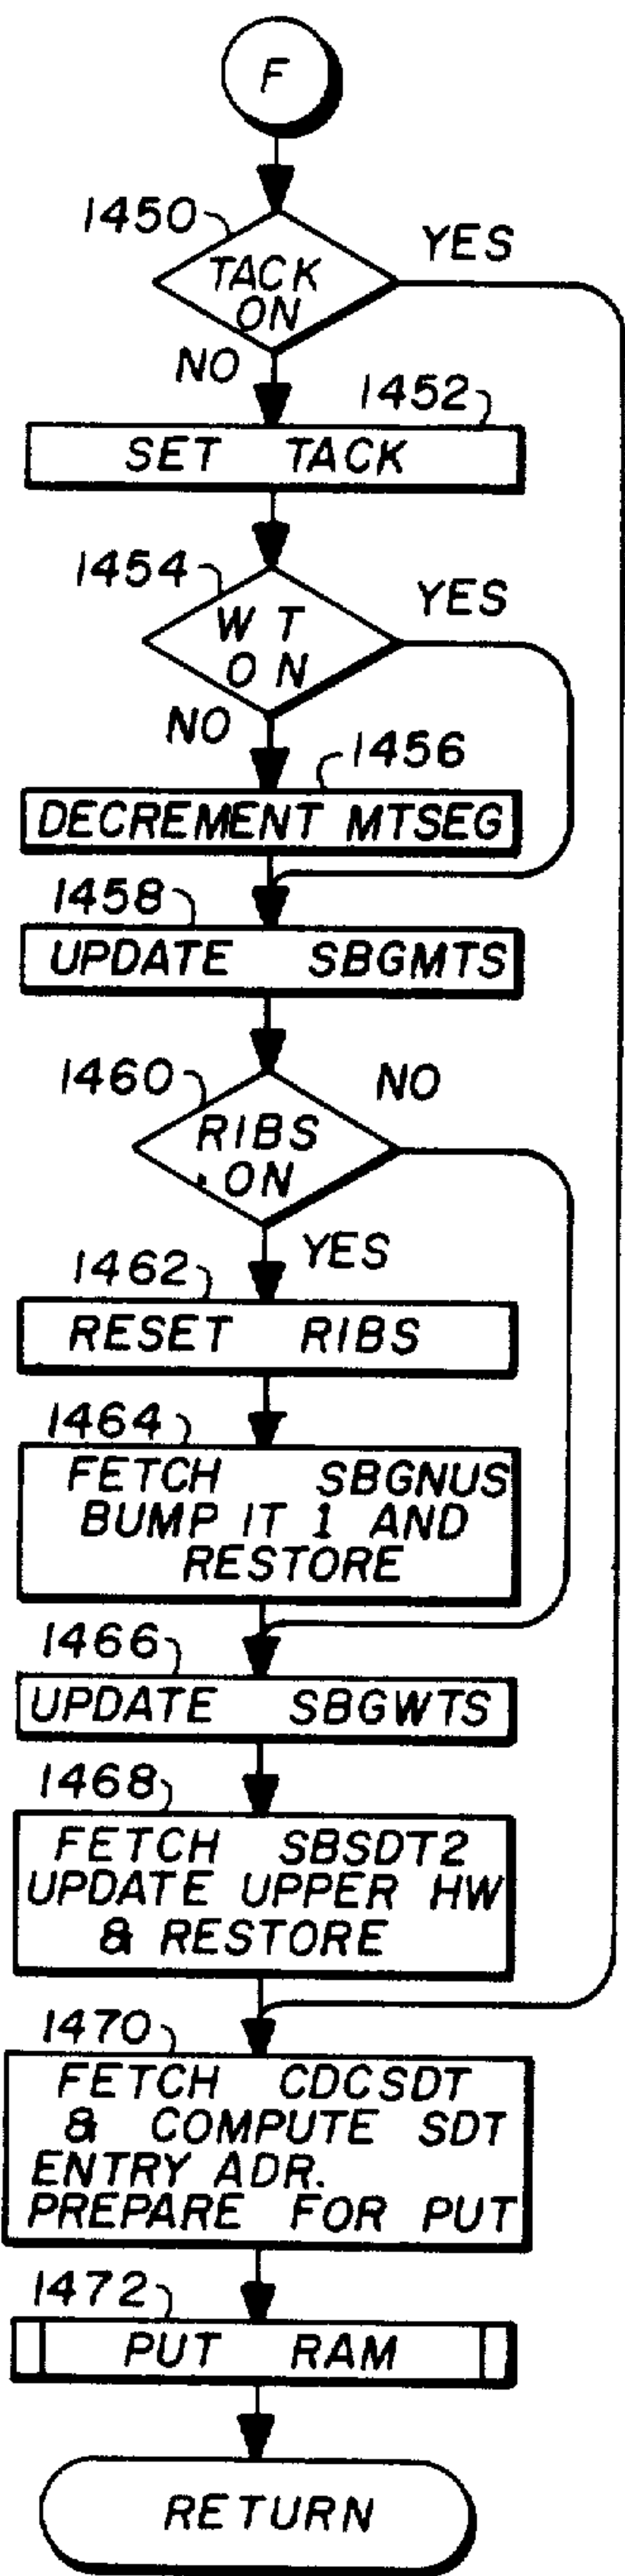 F
1450
YES
TACK
ON
NO
1452
SET TACK
1454
YES
WT
ON
NO
1456
DECREMENT MTSEG
1458
UPDATE SBGMTS
1460
NO
RIBS
ON
YES
1462
RESET RIBS
1464
FETCH SBGNUS
BUMP IT 1 AND
RESTORE
1466
UPDATE SBGWTS
1468
FETCH SBSDT2
UPDATE UPPER HW
& RESTORE
1470
FETCH CDCSDT
& COMPUTE SDT
ENTRY ADR.
PREPARE FOR PUT
1472
PUT RAM
RETURN